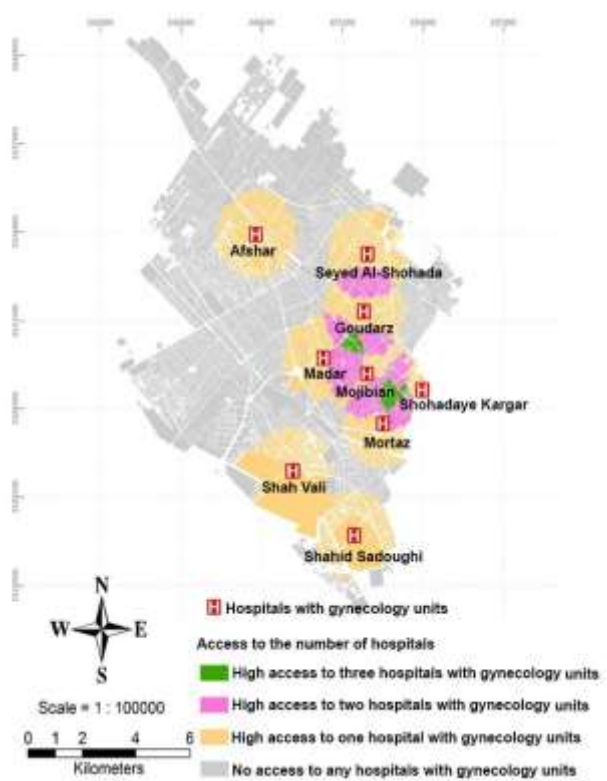 Afshar
Seyed Al-Shohada
Goudarz
Madar
Mojibian
Shohadaye Kargar
Mortaz
Shah Vali
Shahid Sadoughi
N
W E
S
H Hospitals with gynecology units
Access to the number of hospitals
High access to three hospitals with gynecology units
High access to two hospitals with gynecology units
High access to one hospital with gynecology units
No access to any hospitals with gynecology units
Scale = 1 : 100000
0 1 2 4 6
Kilometers